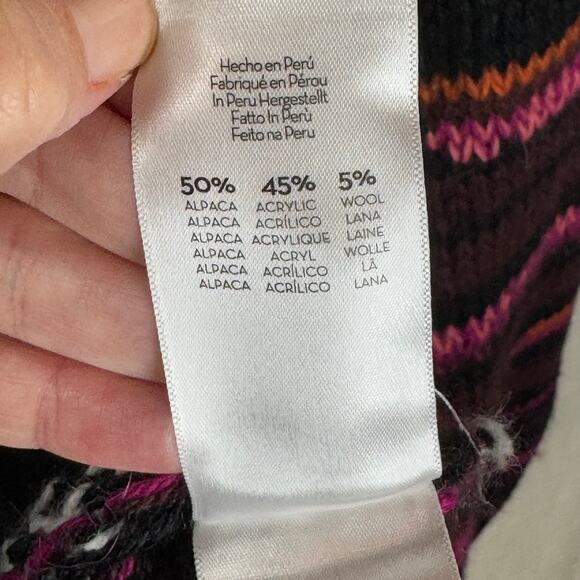 Hecho en Perú
Fabriqué en Pérou
In Peru Hergestellt
Fatto In Perù
Feito na Peru
50% 45% 5%
ALPACA ACRYLIC WOOL
ALPACA ACRÍLICO LANA
ALPACA ACRYLIQUE LAINE
ALPACA ACRYL WOLLE
ALPACA ACRÍLICO LÃ
ALPACA ACRÍLICO LANA